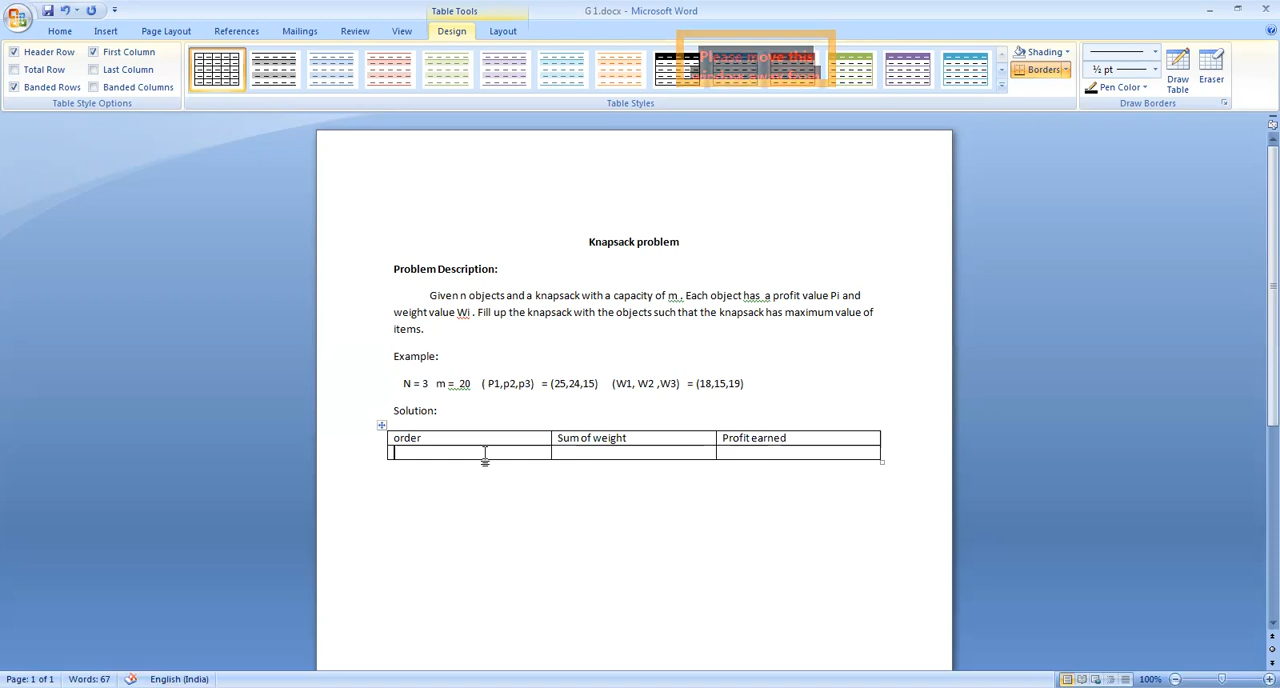 Table Tools
G 1.docx - Microsoft Word
Home Insert Page Layout References Mailings Review View Design Layout
Header Row First Column
Total Row Last Column
Banded Rows Banded Columns
Table Style Options
Please move this
Table Styles
Shading
Borders
½ pt
Pen Color
Draw Table
Eraser
Draw Borders
Knapsack problem
Problem Description:
Given n objects and a knapsack with a capacity of m . Each object has a profit value Pi and
weight value Wi . Fill up the knapsack with the objects such that the knapsack has maximum value of
items.
Example:
N = 3 m = 20 ( P1,p2,p3) = (25,24,15) (W1, W2 ,W3) = (18,15,19)
Solution:
order Sum of weight Profit earned
Page: 1 of 1 Words: 67 English (India) 100%